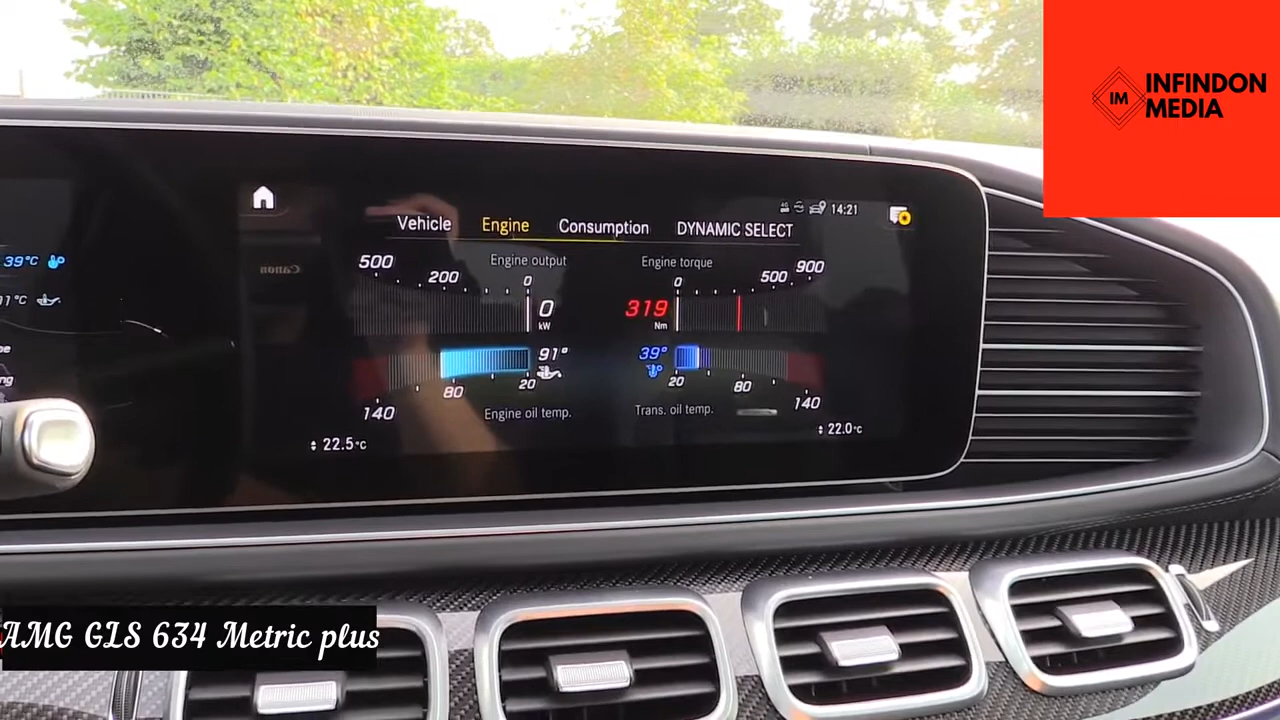 INFINDON
IM
MEDIA
14:21
Vehicle Engine Consumption DYNAMIC SELECT
39°C
Canon
Engine output
Engine torque
500 200 0
0 500 900
0
kW
319
Nm
91°
39°
80 20
20 80
140
140
Engine oil temp.
Trans. oil temp.
22.5°C
22.0°C
AMG GLS 634 Metric plus